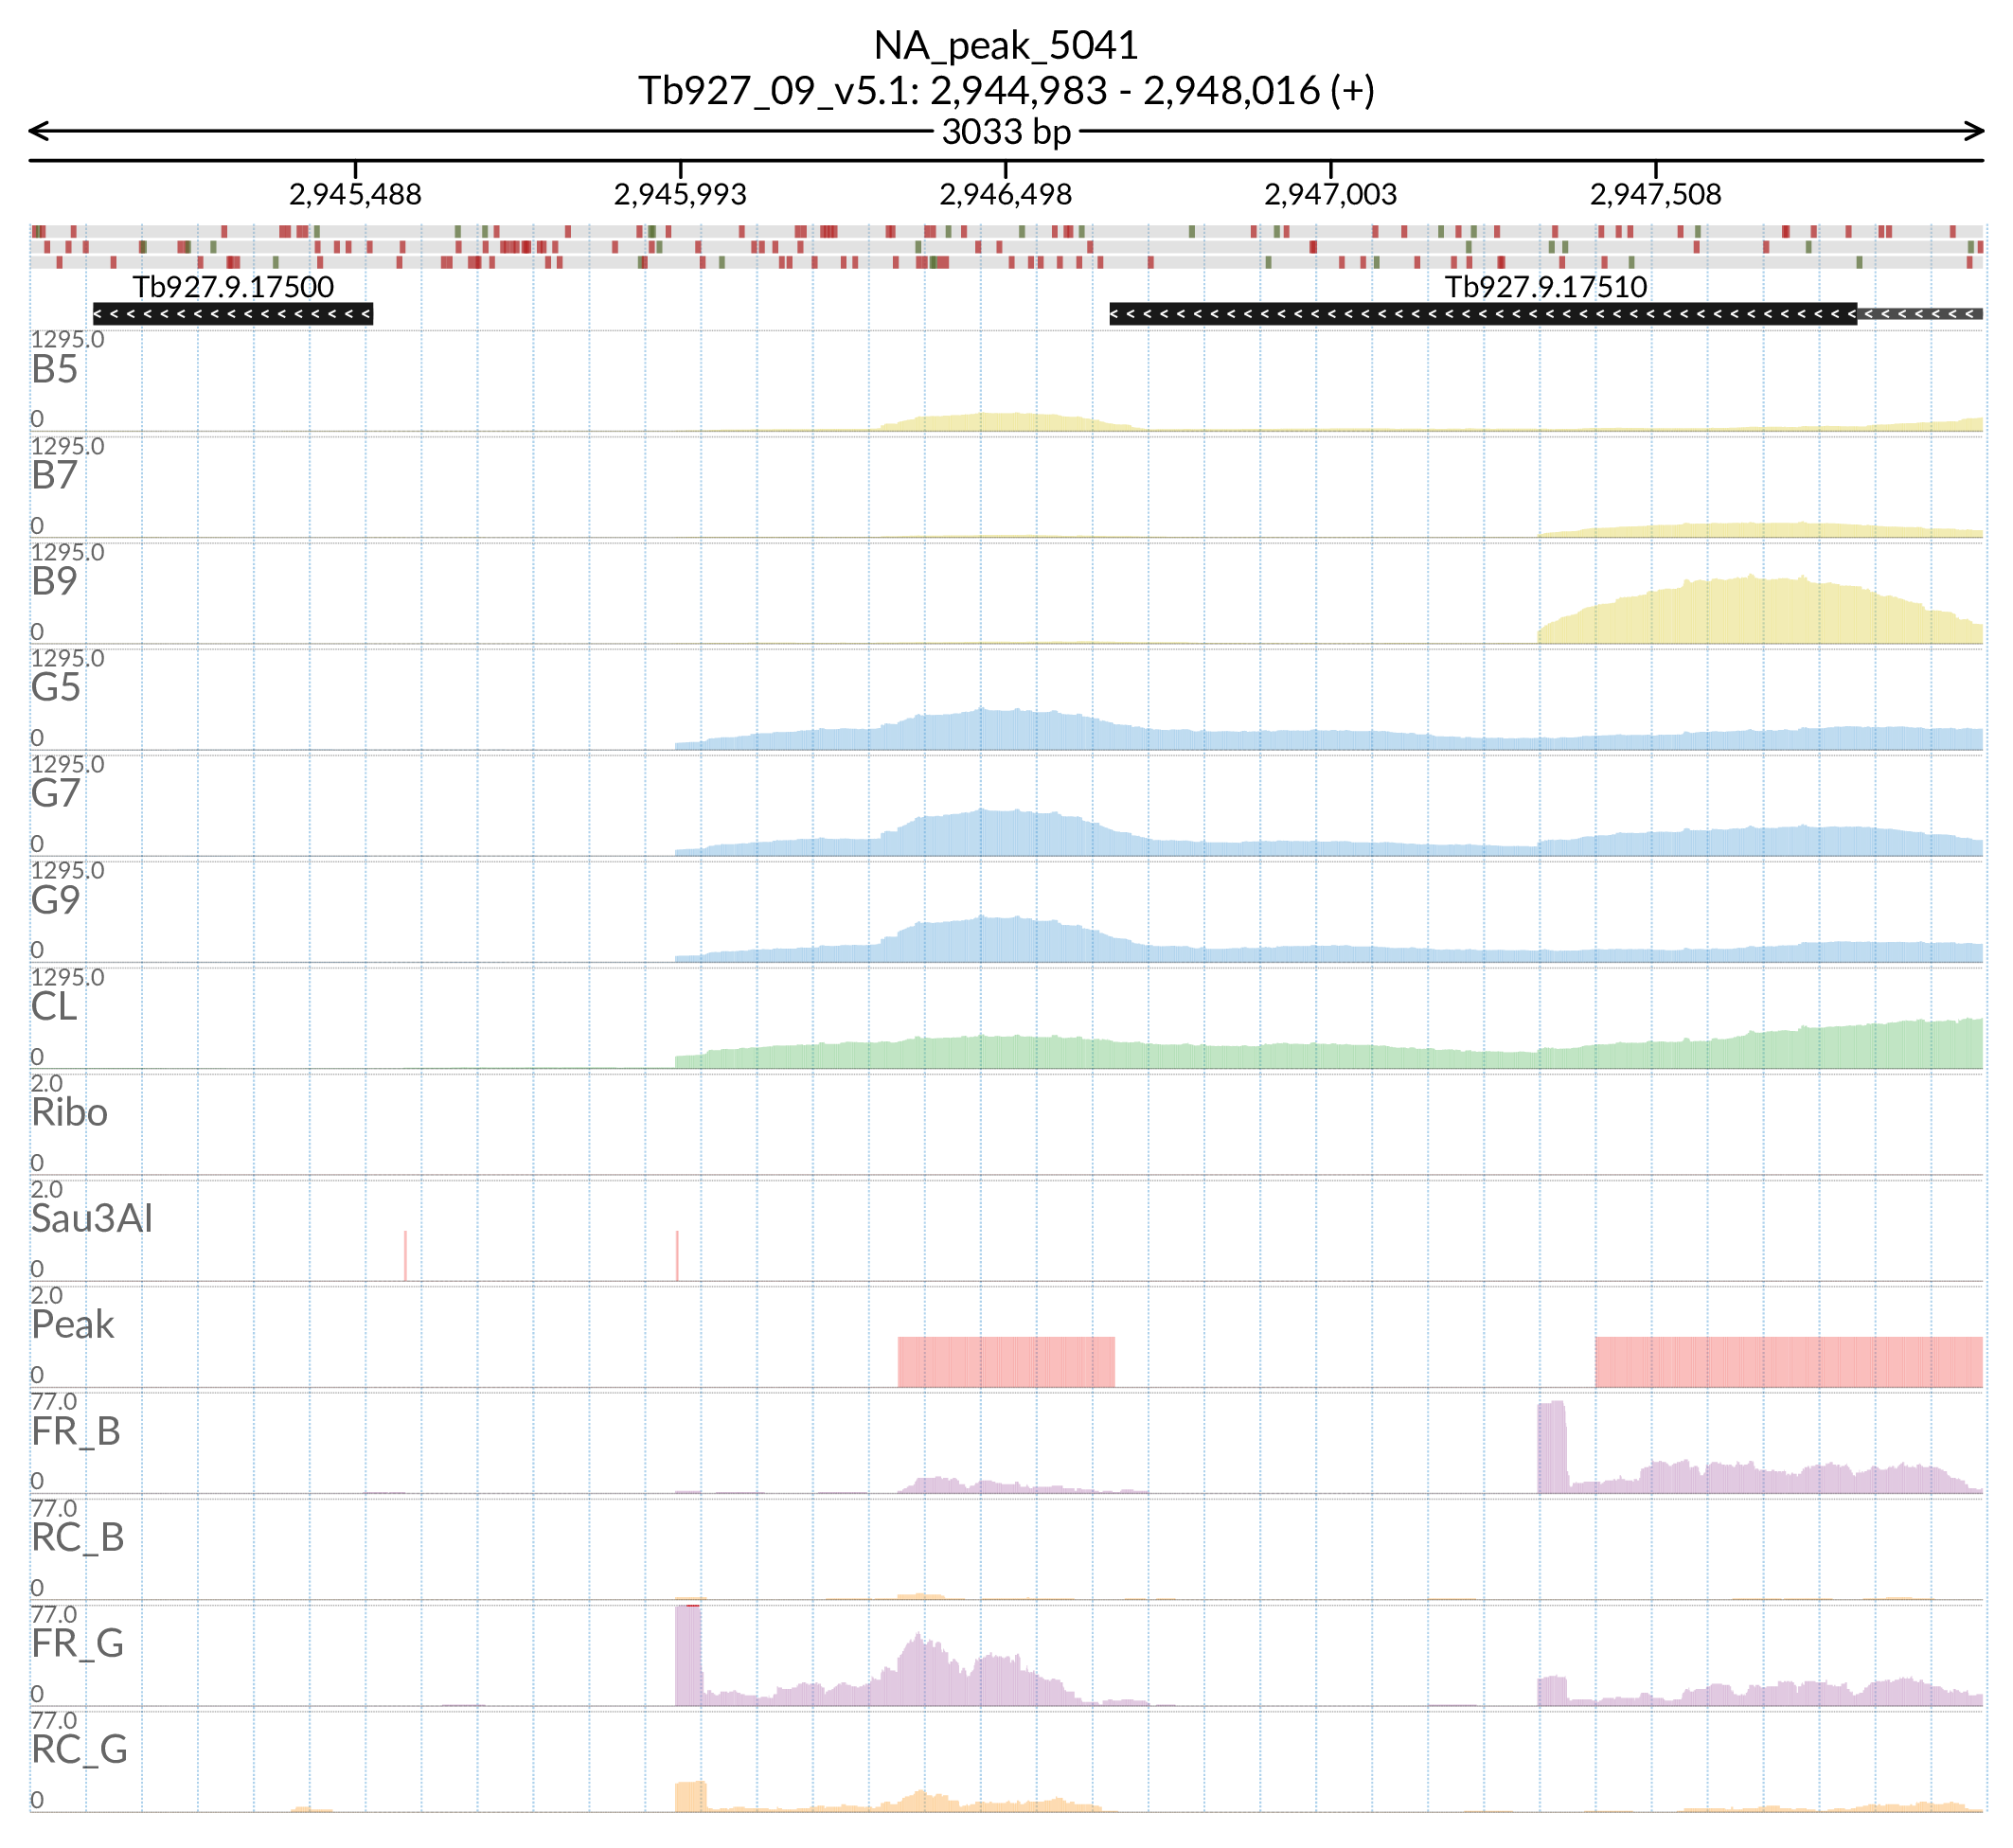 NA_peak_5041
Tb927_09_v5.1: 2,944,983 - 2,948,016 (+)
3033 bp
2,945,488 2,945,993 2,946,498 2,947,003 2,947,508
Tb927.9.17500 Tb927.9.17510
1295.0
B5
0
1295.0
B7
0
1295.0
B9
0
1295.0
G5
0
1295.0
G7
0
1295.0
G9
0
1295.0
CL
0
2.0
Ribo
0
2.0
Sau3AI
0
2.0
Peak
0
77.0
FR_B
0
77.0
RC_B
0
77.0
FR_G
0
77.0
RC_G
0